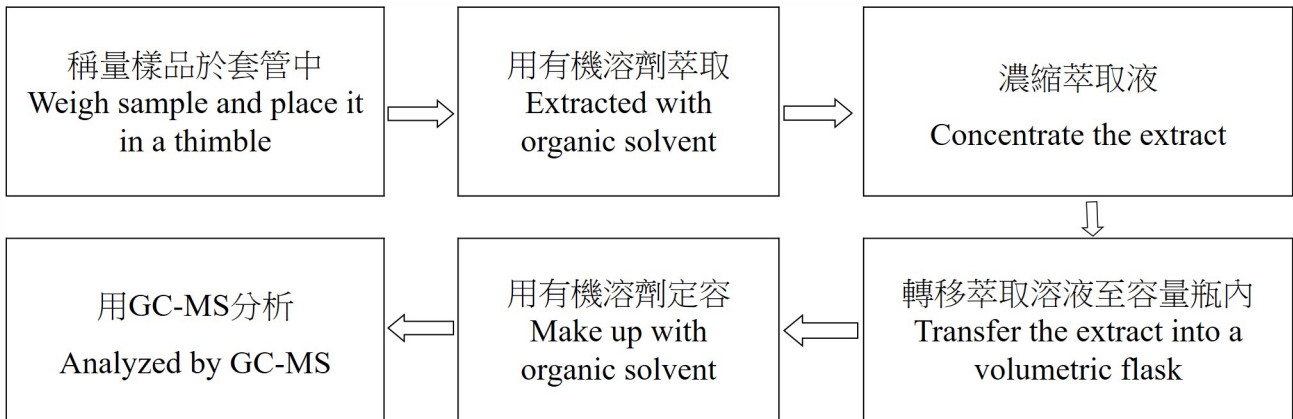 稱量樣品於套管中
Weigh sample and place it
in a thimble
用有機溶劑萃取
Extracted with
organic solvent
濃縮萃取液
Concentrate the extract
轉移萃取溶液至容量瓶內
Transfer the extract into a
volumetric flask
用有機溶劑定容
Make up with
organic solvent
用GC-MS分析
Analyzed by GC-MS